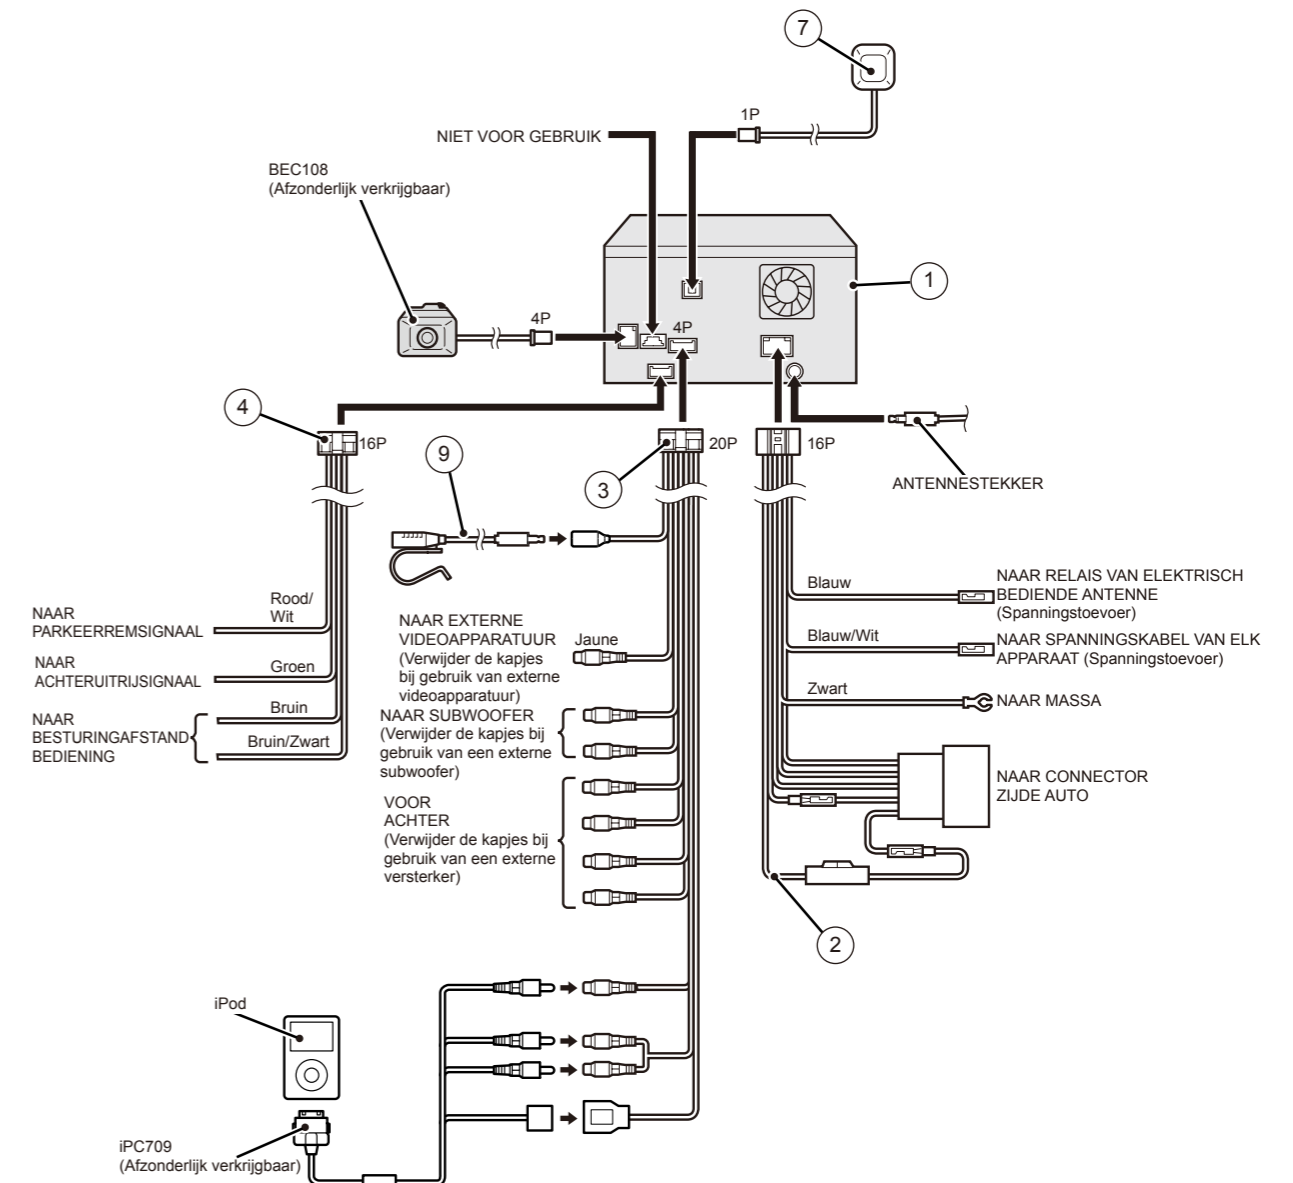 7
1P
NIET VOOR GEBRUIK
BEC108
(Afzonderlijk verkrijgbaar)
1
4P
4P
4
16P
9
20P
16P
3
ANTENNESTEKKER
Blauw
NAAR RELAIS VAN ELEKTRISCH
BEDIENDE ANTENNE
(Spanningstoevoer)
Rood/
Wit
NAAR
PARKEERREMSIGNAAL
NAAR EXTERNE
VIDEOAPPARATUUR
(Verwijder de kapjes
bij gebruik van externe
videoapparatuur)
Jaune
Blauw/Wit
NAAR SPANNINGSKABEL VAN ELK
APPARAAT (Spanningstoevoer)
NAAR
ACHTERUITRIJSIGNAAL
Groen
Zwart
NAAR MASSA
NAAR
BESTURINGAFSTAND
BEDIENING
Bruin
Bruin/Zwart
NAAR SUBWOOFER
(Verwijder de kapjes bij
gebruik van een externe
subwoofer)
NAAR CONNECTOR
ZIJDE AUTO
VOOR
ACHTER
(Verwijder de kapjes bij
gebruik van een externe
versterker)
2
iPod
iPC709
(Afzonderlijk verkrijgbaar)